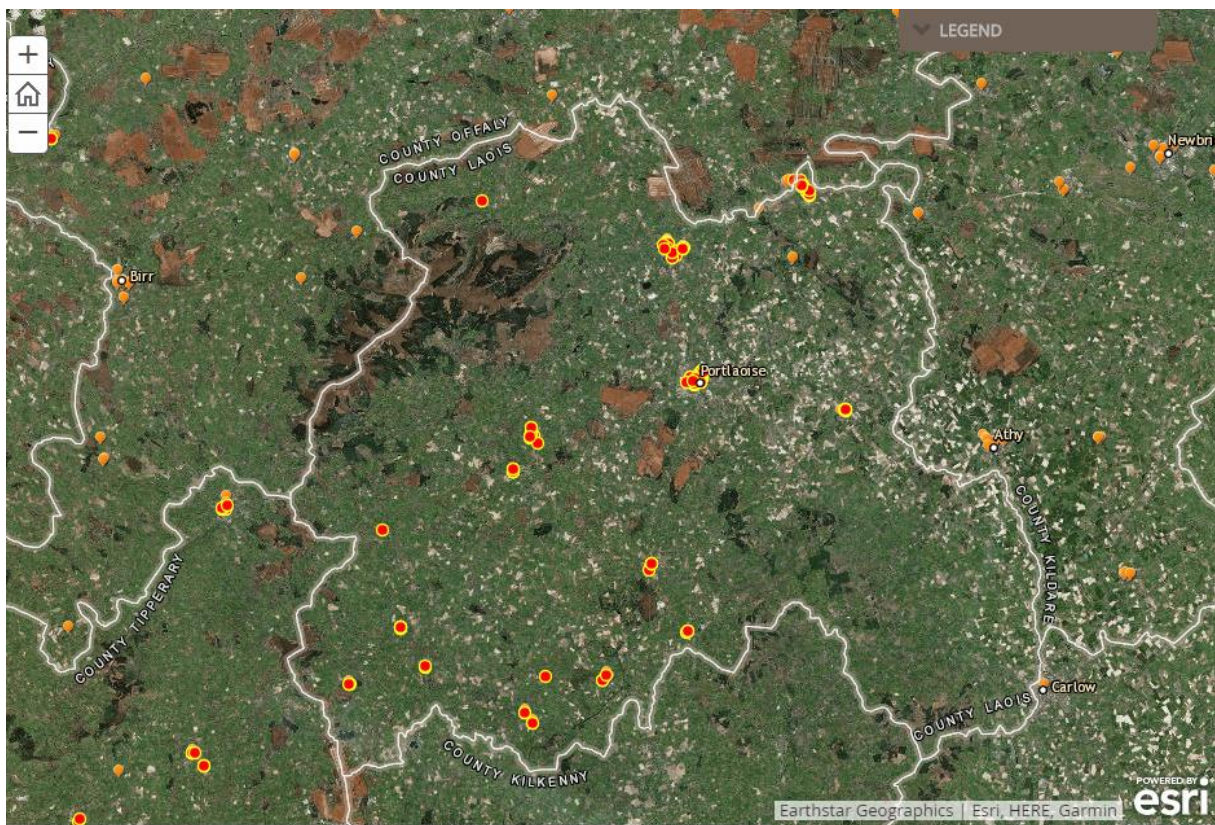 LEGEND
+
−
Newbri
COUNTY OFFALY
COUNTY LAOIS
Birr
Portlaoise
Athy
COUNTY KILDARE
COUNTY TIPPERARY
Carlow
COUNTY LAOIS
COUNTY KILKENNY
POWERED BY
esri
Earthstar Geographics | Esri, HERE, Garmin